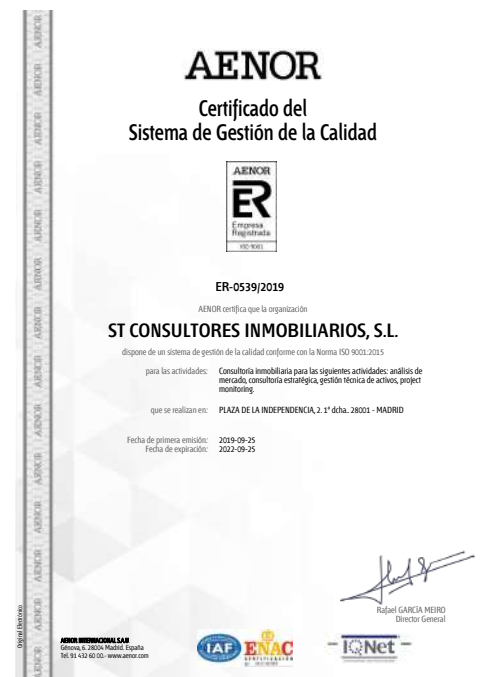 AENOR
Certificado del
Sistema de Gestión de la Calidad
AENOR
ER
Empresa
Registrada
ISO 9001
ER-0539/2019
AENOR certifica que la organización
ST CONSULTORES INMOBILIARIOS, S.L.
dispone de un sistema de gestión de la calidad conforme con la Norma ISO 9001:2015
para las actividades: Consultoría inmobiliaria para las siguientes actividades: análisis de
mercado, consultoría estratégica, gestión técnica de activos, project
monitoring.
que se realizan en: PLAZA DE LA INDEPENDENCIA, 2. 1º dcha.. 28001 - MADRID
Fecha de primera emisión: 2019-09-25
Fecha de expiración: 2022-09-25
Rafael GARCÍA MEIRO
Director General
Original Electrónico
AENOR INTERNACIONAL S.A.U
Génova, 6. 28004 Madrid. España
Tel. 91 432 60 00.- www.aenor.com
IAF
ENAC
CERTIFICACIÓN
IQNet